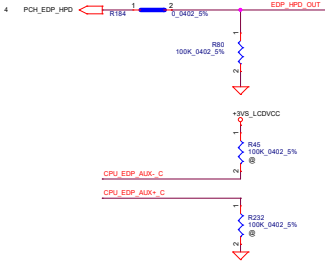 4 PCH_EDP_HPD 1 2 EDP_HPD_OUT
R184 0_0402_5%
1
R80
100K_0402_5%
2
+3VS_LCDVCC
1
R45
100K_0402_5%
@
2
CPU_EDP_AUX-_C
CPU_EDP_AUX+_C
1
R232
100K_0402_5%
@
2